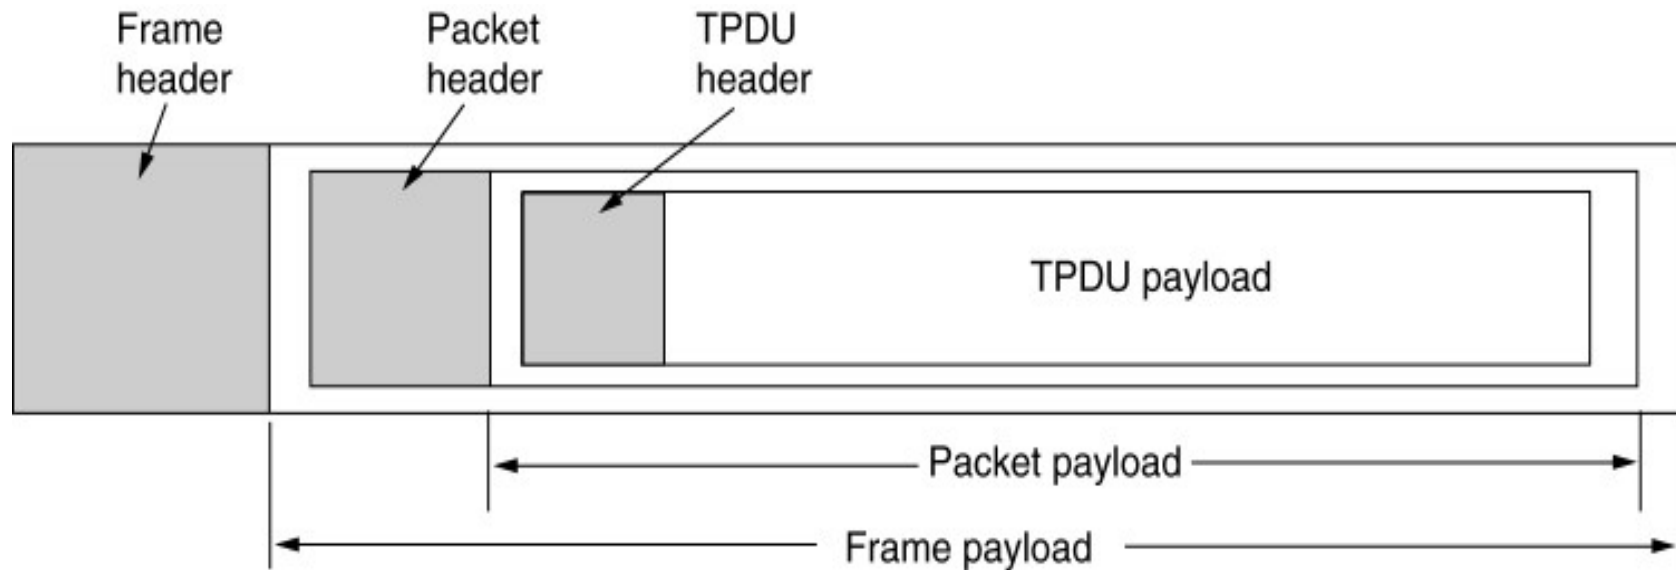 Frame
header
Packet
header
TPDU
header
TPDU payload
Packet payload
Frame payload